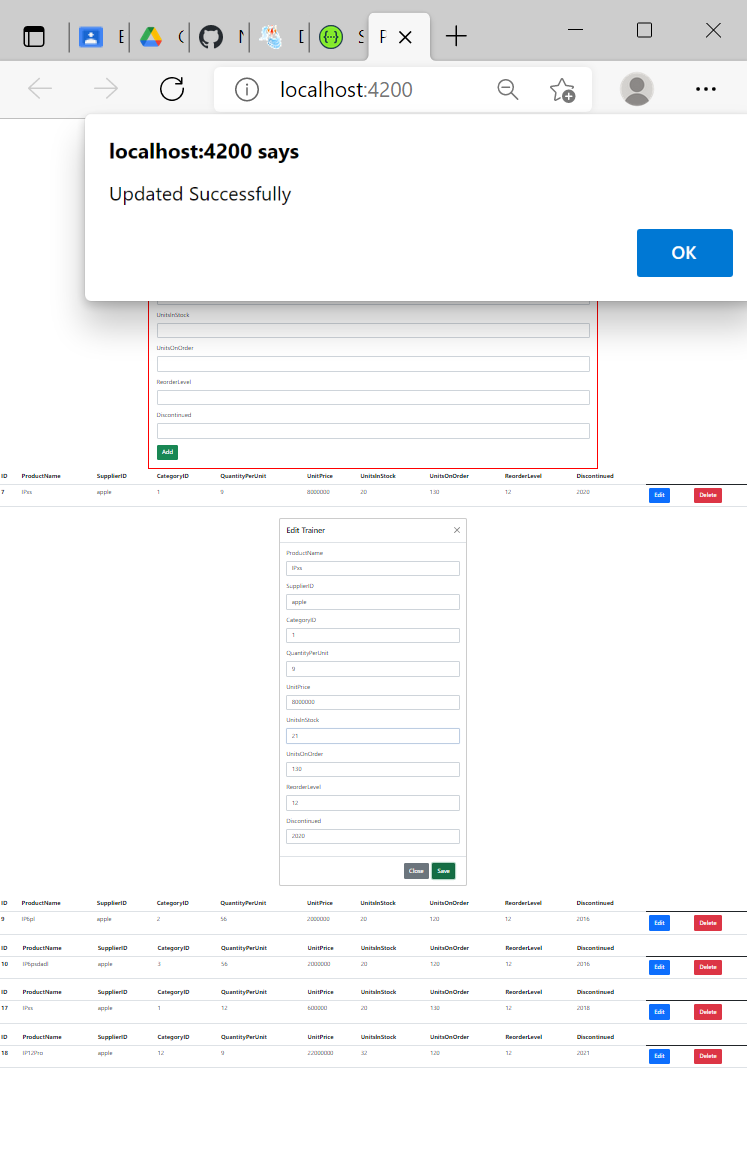 E
C
N
D
S
F
localhost:4200
localhost:4200 says
Updated Successfully
OK
UnitsInStock
UnitsOnOrder
ReorderLevel
Discontinued
Add
ID ProductName SupplierID CategoryID QuantityPerUnit UnitPrice UnitsInStock UnitsOnOrder ReorderLevel Discontinued
7 IPxs apple 1 9 8000000 20 130 12 2020 Edit Delete
Edit Trainer
ProductName
IPxs
SupplierID
apple
CategoryID
1
QuantityPerUnit
9
UnitPrice
8000000
UnitsInStock
21
UnitsOnOrder
130
ReorderLevel
12
Discontinued
2020
Close Save
ID ProductName SupplierID CategoryID QuantityPerUnit UnitPrice UnitsInStock UnitsOnOrder ReorderLevel Discontinued
9 IP6pl apple 2 56 2000000 20 120 12 2016 Edit Delete
ID ProductName SupplierID CategoryID QuantityPerUnit UnitPrice UnitsInStock UnitsOnOrder ReorderLevel Discontinued
10 IP6psdadl apple 3 56 2000000 20 120 12 2016 Edit Delete
ID ProductName SupplierID CategoryID QuantityPerUnit UnitPrice UnitsInStock UnitsOnOrder ReorderLevel Discontinued
17 IPxs apple 1 12 600000 20 130 12 2018 Edit Delete
ID ProductName SupplierID CategoryID QuantityPerUnit UnitPrice UnitsInStock UnitsOnOrder ReorderLevel Discontinued
18 IP12Pro apple 12 9 22000000 32 120 12 2021 Edit Delete